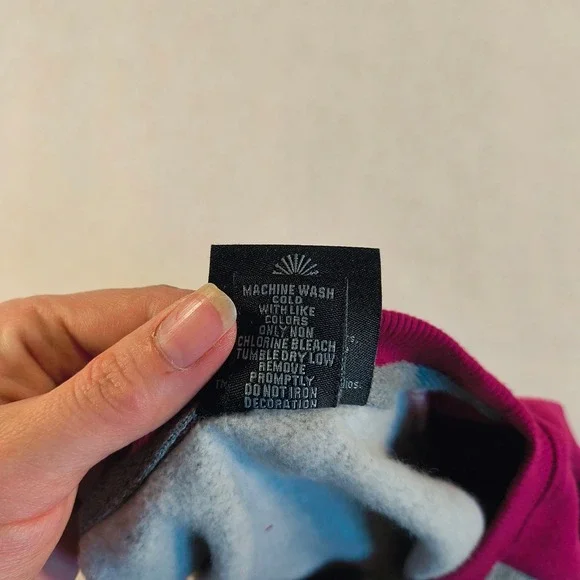 MACHINE WASH
COLD
WITH LIKE
COLORS
ONLY NON
CHLORINE BLEACH
TUMBLE DRY LOW
REMOVE
PROMPTLY
DO NOT IRON
DECORATION